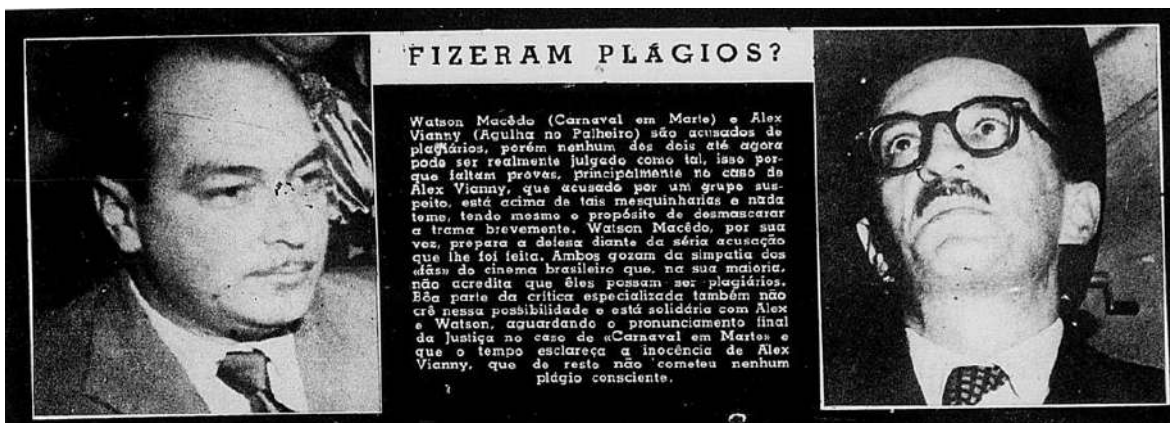 FIZERAM PLÁGIOS?
Watson Macêdo (Carnaval em Marte) e Alex
Vianny (Agulha no Palheiro) são acusados de
plagiários, porém nenhum dos dois até agora
pode ser realmente julgado como tal, isso por-
que faltam provas, principalmente no caso de
Alex Vianny, que acusado por um grupo sus-
peito, está acima de tais mesquinharias e nada
teme, tendo mesmo o propósito de desmascarar
a trama brevemente. Watson Macêdo, por sua
vez, prepara a defesa diante da séria acusação
que lhe foi feita. Ambos gozam da simpatia dos
«fãs» do cinema brasileiro que, na sua maioria,
não acredita que êles possam ser plagiários.
Bôa parte da crítica especializada também não
crê nessa possibilidade e está solidária com Alex
e Watson, aguardando o pronunciamento final
da Justiça no caso de «Carnaval em Marte» e
que o tempo esclareça a inocência de Alex
Vianny, que de resto não cometeu nenhum
plágio consciente.